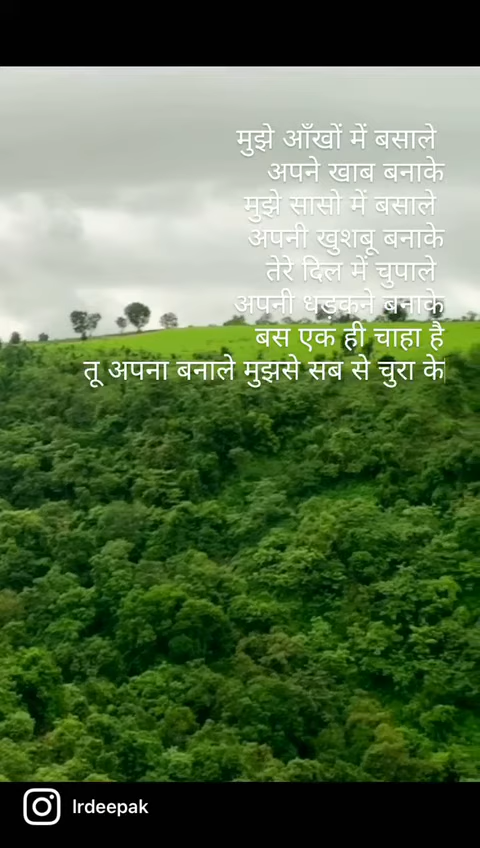 मुझे आँखों में बसाले
अपने खाब बनाके
मुझे सासो में बसाले
अपनी खुशबू बनाके
तेरे दिल में चुपाले
अपनी धड़कने बनाके
बस एक ही चाहा है
तू अपना बनाले मुझसे सब से चुरा के
lrdeepak